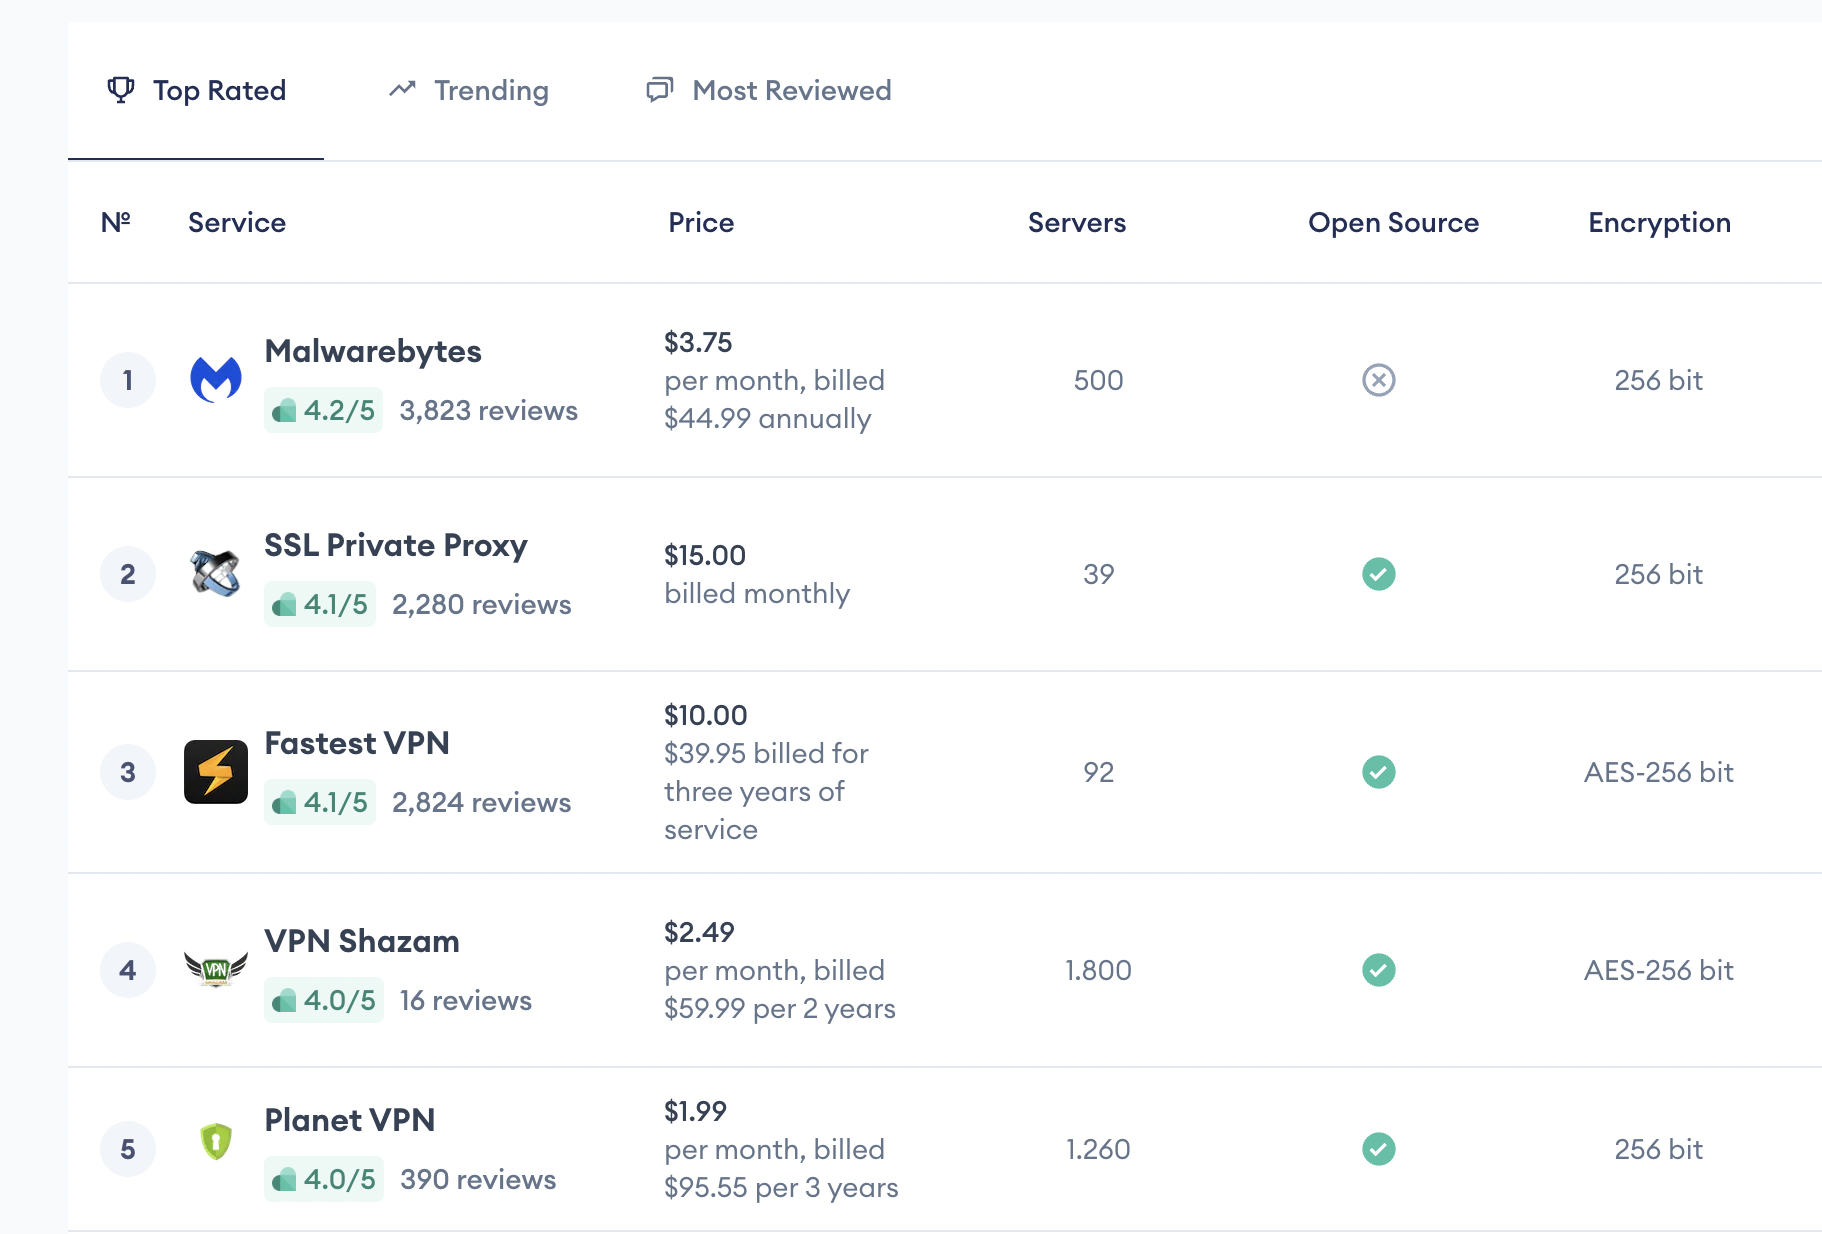 Top Rated
Trending
Most Reviewed
Nº
Service
Price
Servers
Open Source
Encryption
1
Malwarebytes
4.2/5
3,823 reviews
$3.75
per month, billed
$44.99 annually
500
256 bit
2
SSL Private Proxy
4.1/5
2,280 reviews
$15.00
billed monthly
39
256 bit
3
Fastest VPN
4.1/5
2,824 reviews
$10.00
$39.95 billed for
three years of
service
92
AES-256 bit
4
VPN
VPN Shazam
4.0/5
16 reviews
$2.49
per month, billed
$59.99 per 2 years
1.800
AES-256 bit
5
Planet VPN
4.0/5
390 reviews
$1.99
per month, billed
$95.55 per 3 years
1.260
256 bit